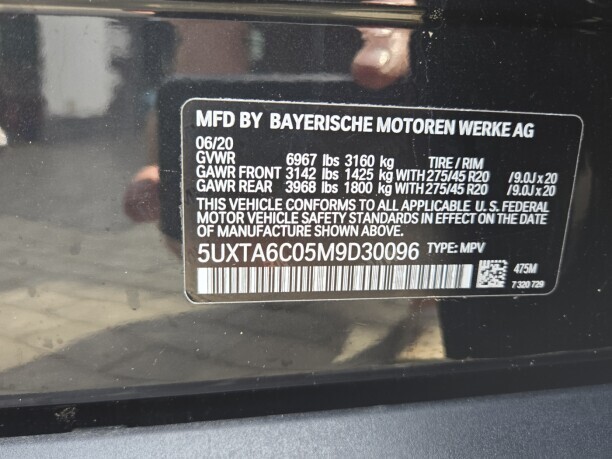 MFD BY BAYERISCHE MOTOREN WERKE AG
06/20
GVWR 6967 lbs 3160 kg TIRE / RIM
GAWR FRONT 3142 lbs 1425 kg WITH 275/45 R20 /9.0J x 20
GAWR REAR 3968 lbs 1800 kg WITH 275/45 R20 /9.0J x 20
THIS VEHICLE CONFORMS TO ALL APPLICABLE U.S. FEDERAL
MOTOR VEHICLE SAFETY STANDARDS IN EFFECT ON THE DATE
OF MANUFACTURE SHOWN ABOVE.
5UXTA6C05M9D30096 TYPE: MPV
475M
7 320 729